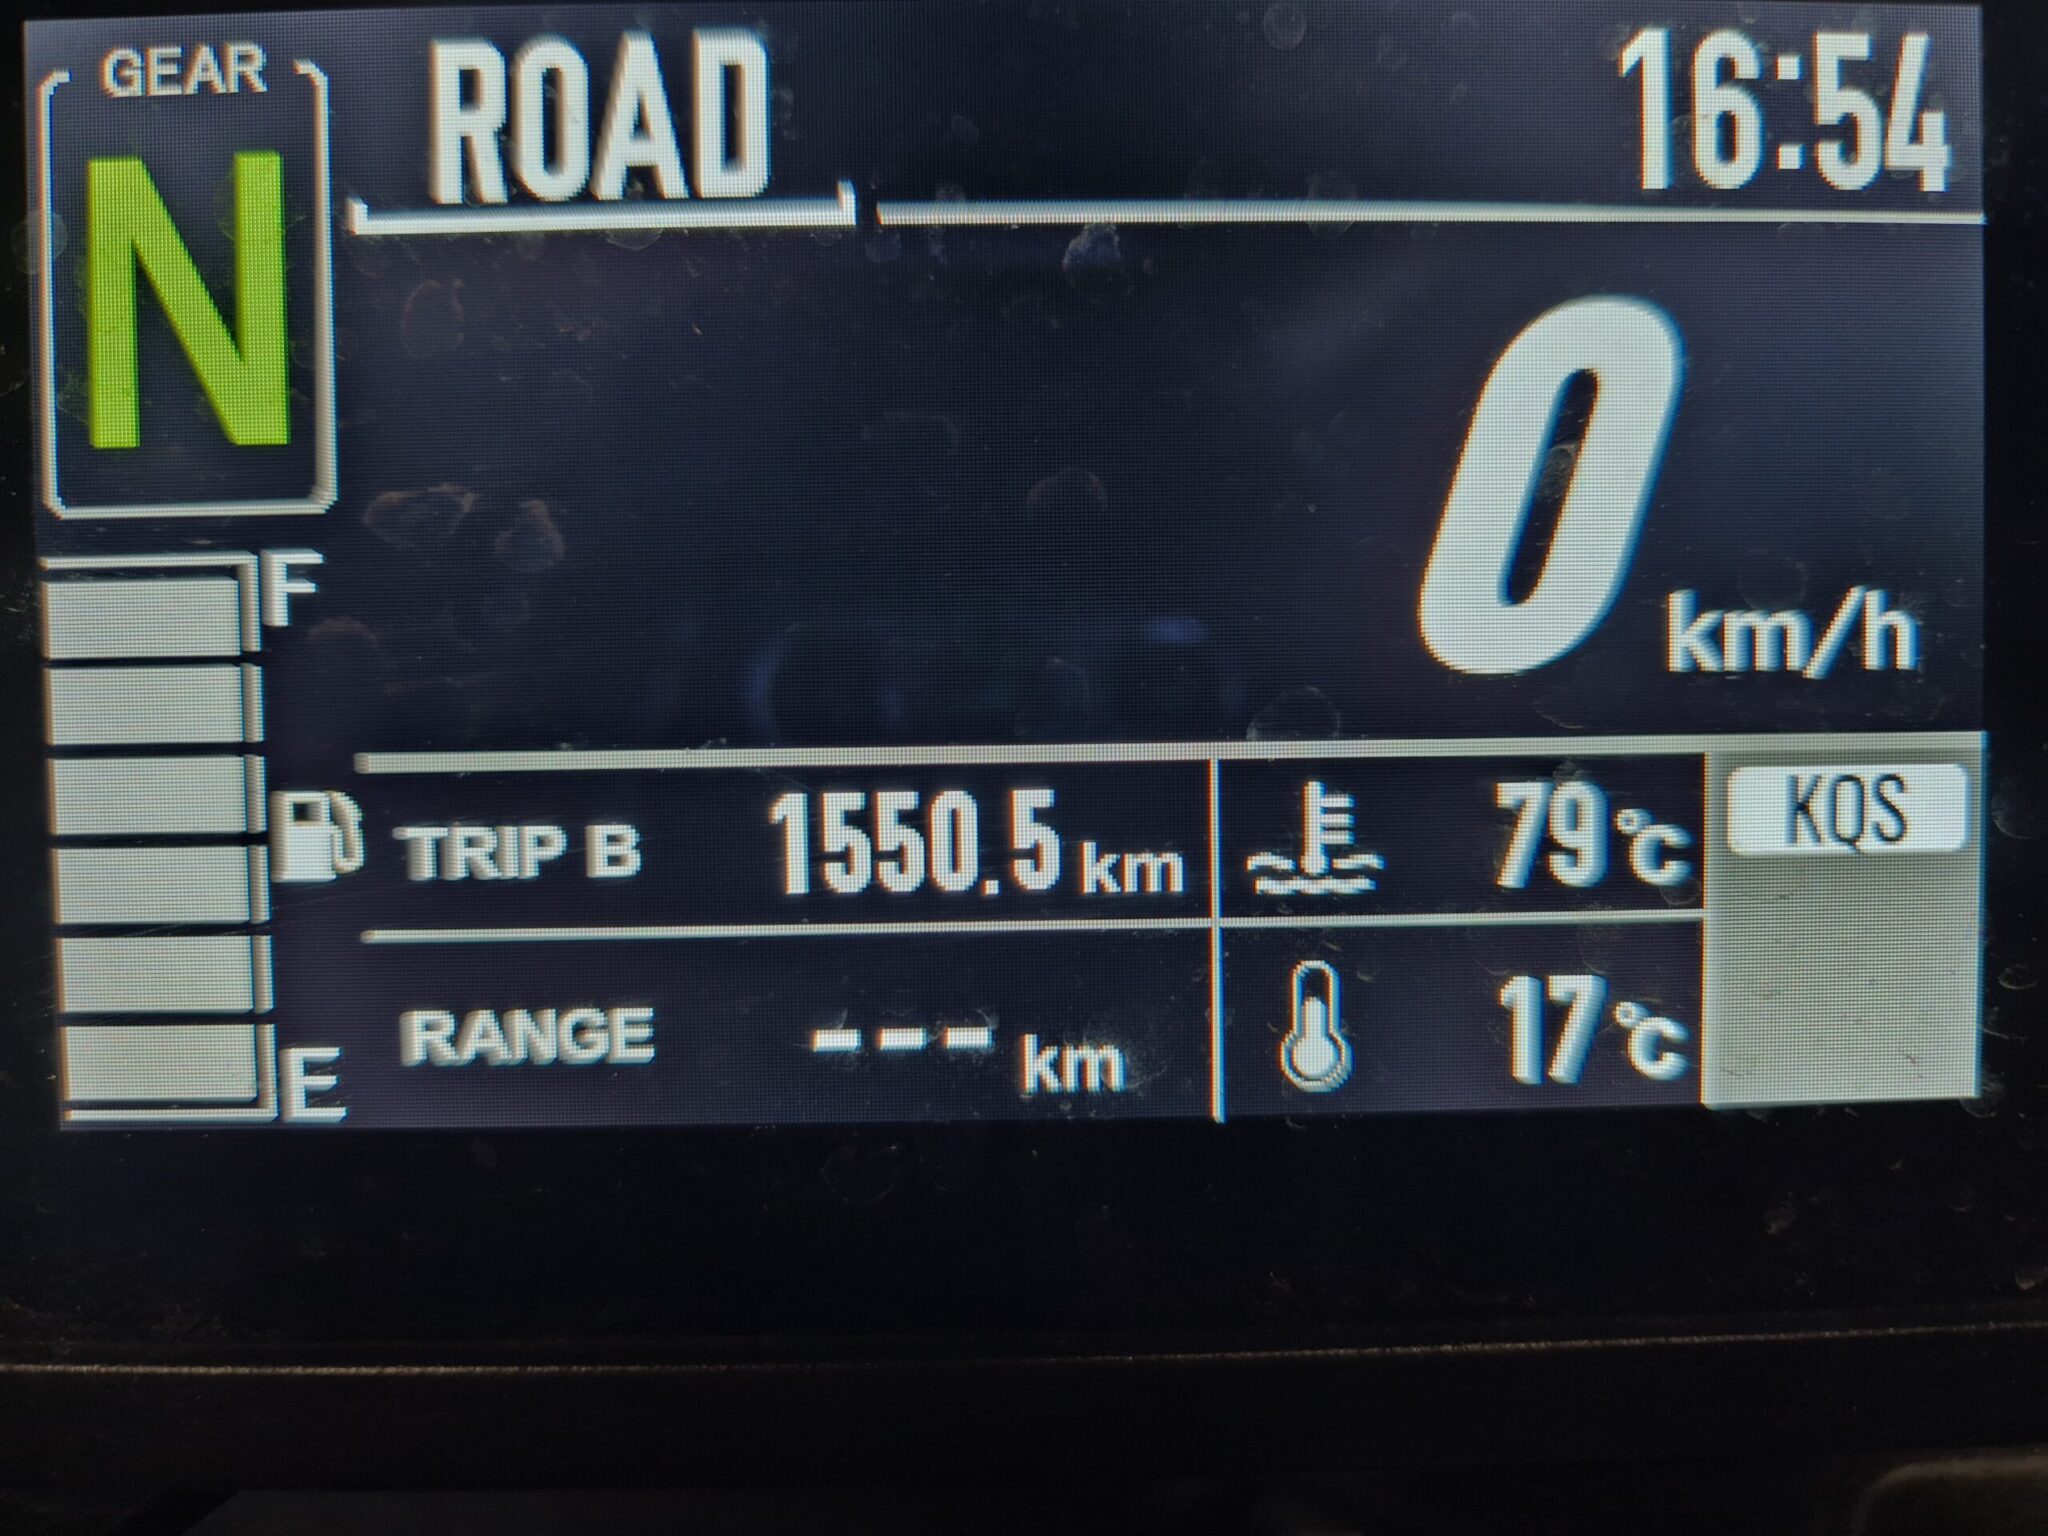 GEAR
N
ROAD
16:54
0 km/h
F
E
TRIP B 1550.5 km
79°C
KQS
RANGE --- km
17°C